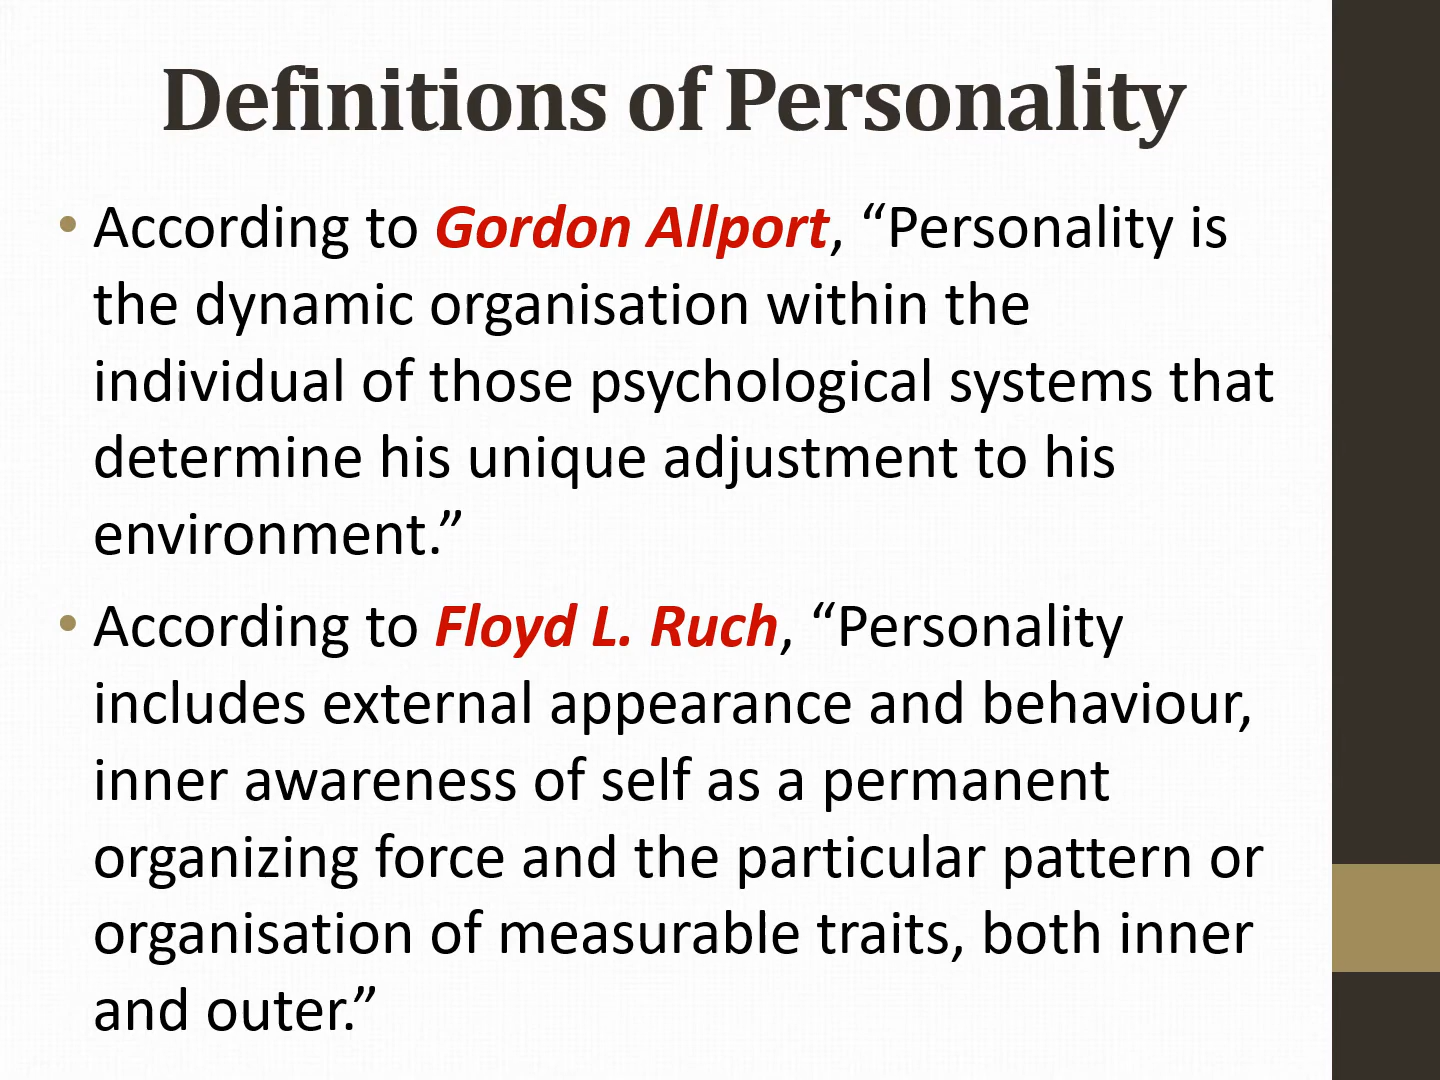 Definitions of Personality
• According to Gordon Allport, “Personality is
the dynamic organisation within the
individual of those psychological systems that
determine his unique adjustment to his
environment.”
• According to Floyd L. Ruch, “Personality
includes external appearance and behaviour,
inner awareness of self as a permanent
organizing force and the particular pattern or
organisation of measurable traits, both inner
and outer.”